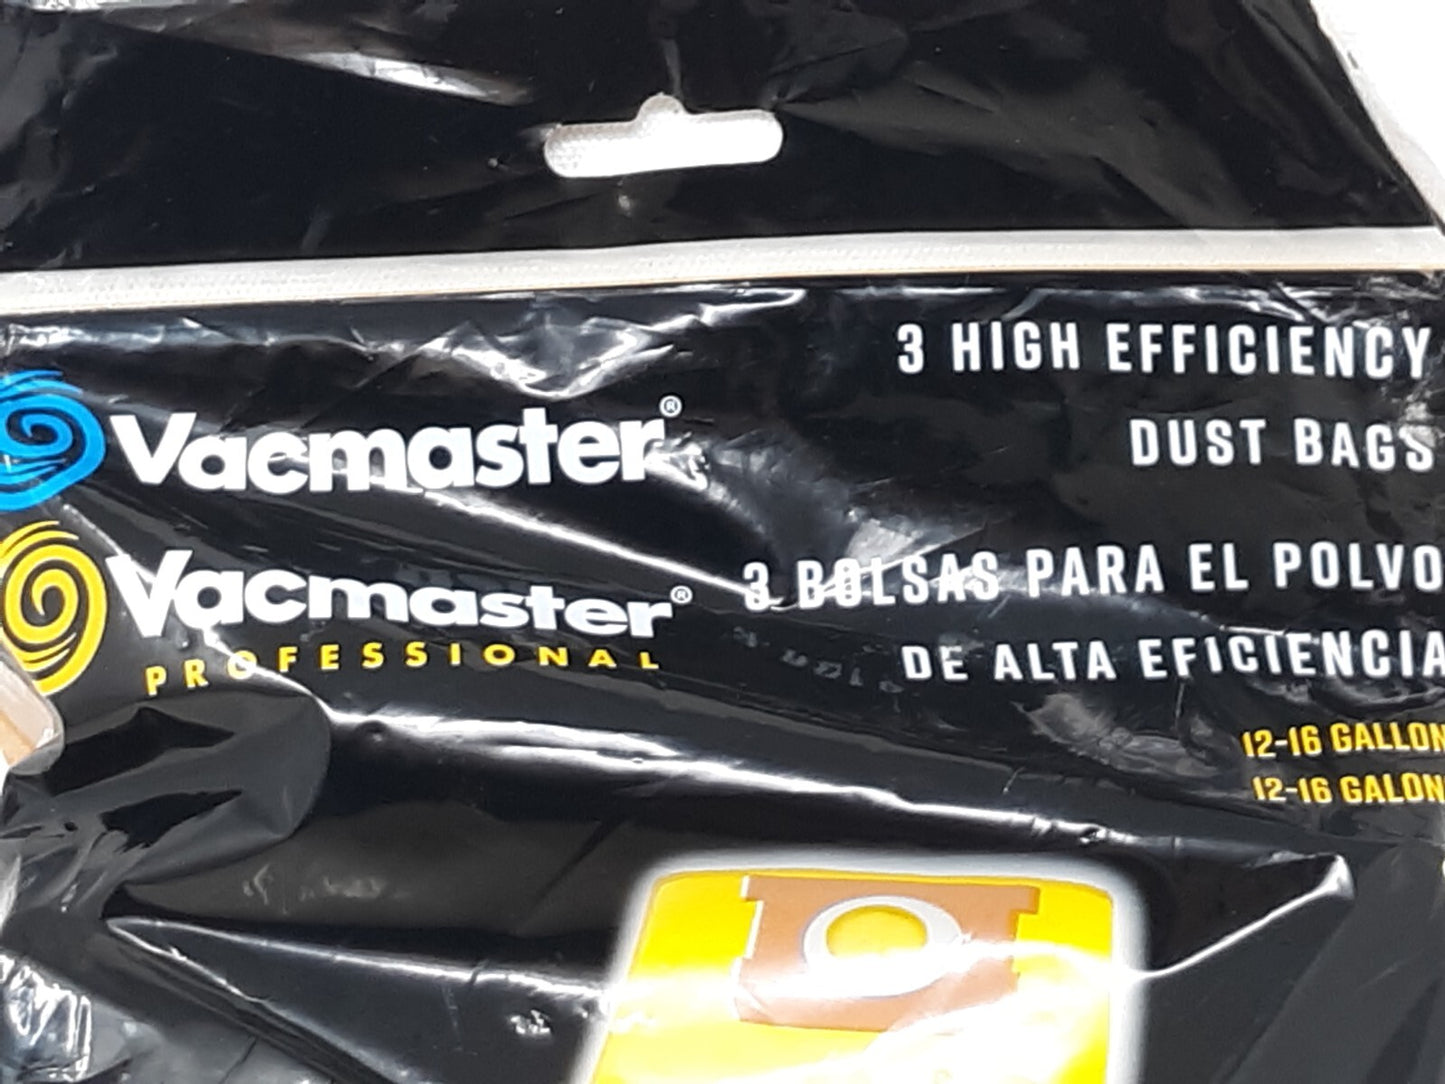 3 HIGH EFFICIENCY
DUST BAGS
Vacmaster®
3 BOLSAS PARA EL POLVO
DE ALTA EFICIENCIA
Vacmaster®
PROFESSIONAL
12-16 GALLON
12-16 GALON